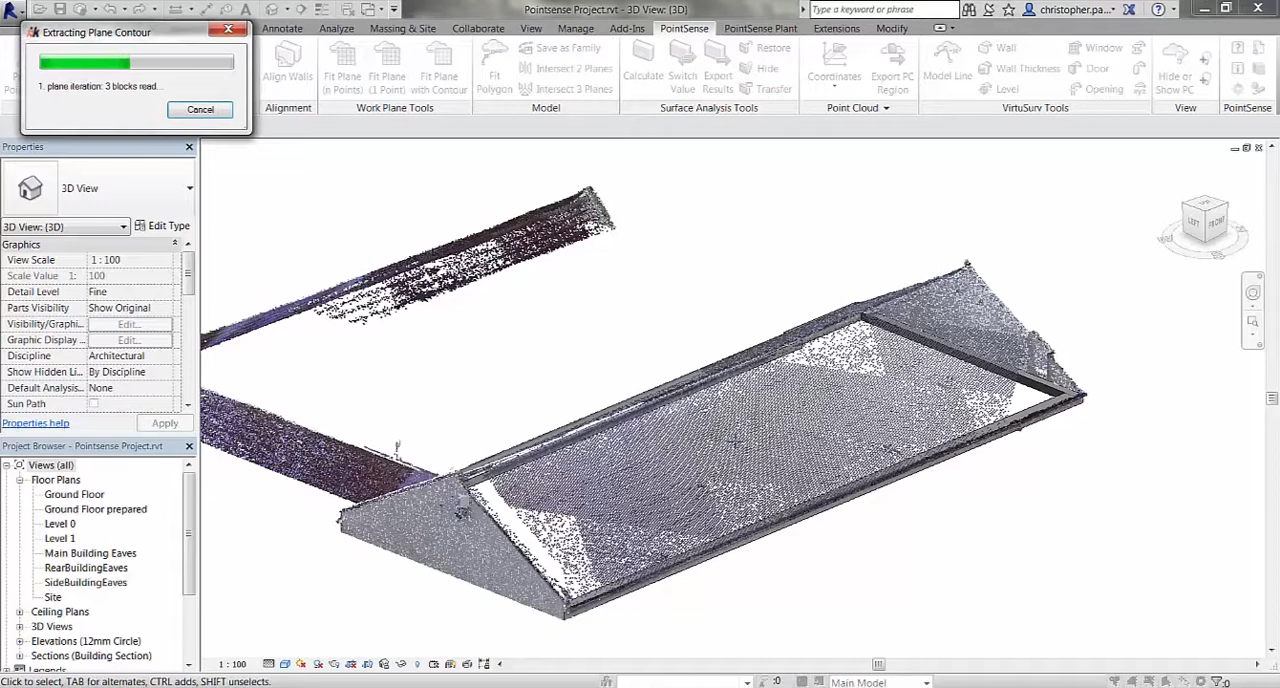 Pointsense Project.rvt - 3D View: {3D}
Type a keyword or phrase
christopher.pa...
Extracting Plane Contour
1. plane iteration: 3 blocks read...
Cancel
Annotate
Analyze
Massing & Site
Collaborate
View
Manage
Add-Ins
PointSense
PointSense Plant
Extensions
Modify
Align Walls
Fit Plane
(n Points)
Fit Plane
(1 Point)
Fit Plane
with Contour
Fit
Polygon
Save as Family
Intersect 2 Planes
Intersect 3 Planes
Calculate
Switch
Value
Export
Results
Restore
Hide
Transfer
Coordinates
Export PC
Region
Model Line
Wall
Wall Thickness
Level
Window
Door
Opening
Hide or
Show PC
Alignment
Work Plane Tools
Model
Surface Analysis Tools
Point Cloud
VirtuSurv Tools
View
PointSense
Properties
3D View
3D View: {3D}
Edit Type
Graphics
View Scale 1 : 100
Scale Value 1: 100
Detail Level Fine
Parts Visibility Show Original
Visibility/Graphi... Edit...
Graphic Display ... Edit...
Discipline Architectural
Show Hidden Li... By Discipline
Default Analysis... None
Sun Path
Properties help
Apply
Project Browser - Pointsense Project.rvt
Views (all)
Floor Plans
Ground Floor
Ground Floor prepared
Level 0
Level 1
Main Building Eaves
RearBuildingEaves
SideBuildingEaves
Site
Ceiling Plans
3D Views
Elevations (12mm Circle)
Sections (Building Section)
Legends
LEFT
FRONT
1 : 100
Click to select, TAB for alternates, CTRL adds, SHIFT unselects.
:0
Main Model
:0